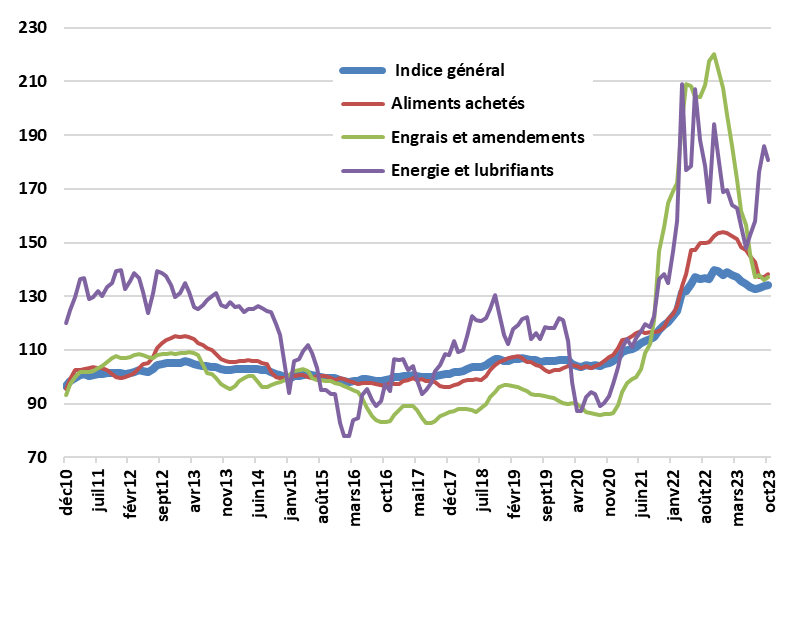 230
210
190
170
150
130
110
90
70
Indice général
Aliments achetés
Engrais et amendements
Energie et lubrifiants
déc10
juil11
févr12
sept12
avr13
nov13
juin14
janv15
août15
mars16
oct16
mai17
déc17
juil18
févr19
sept19
avr20
nov20
juin21
janv22
août22
mars23
oct23